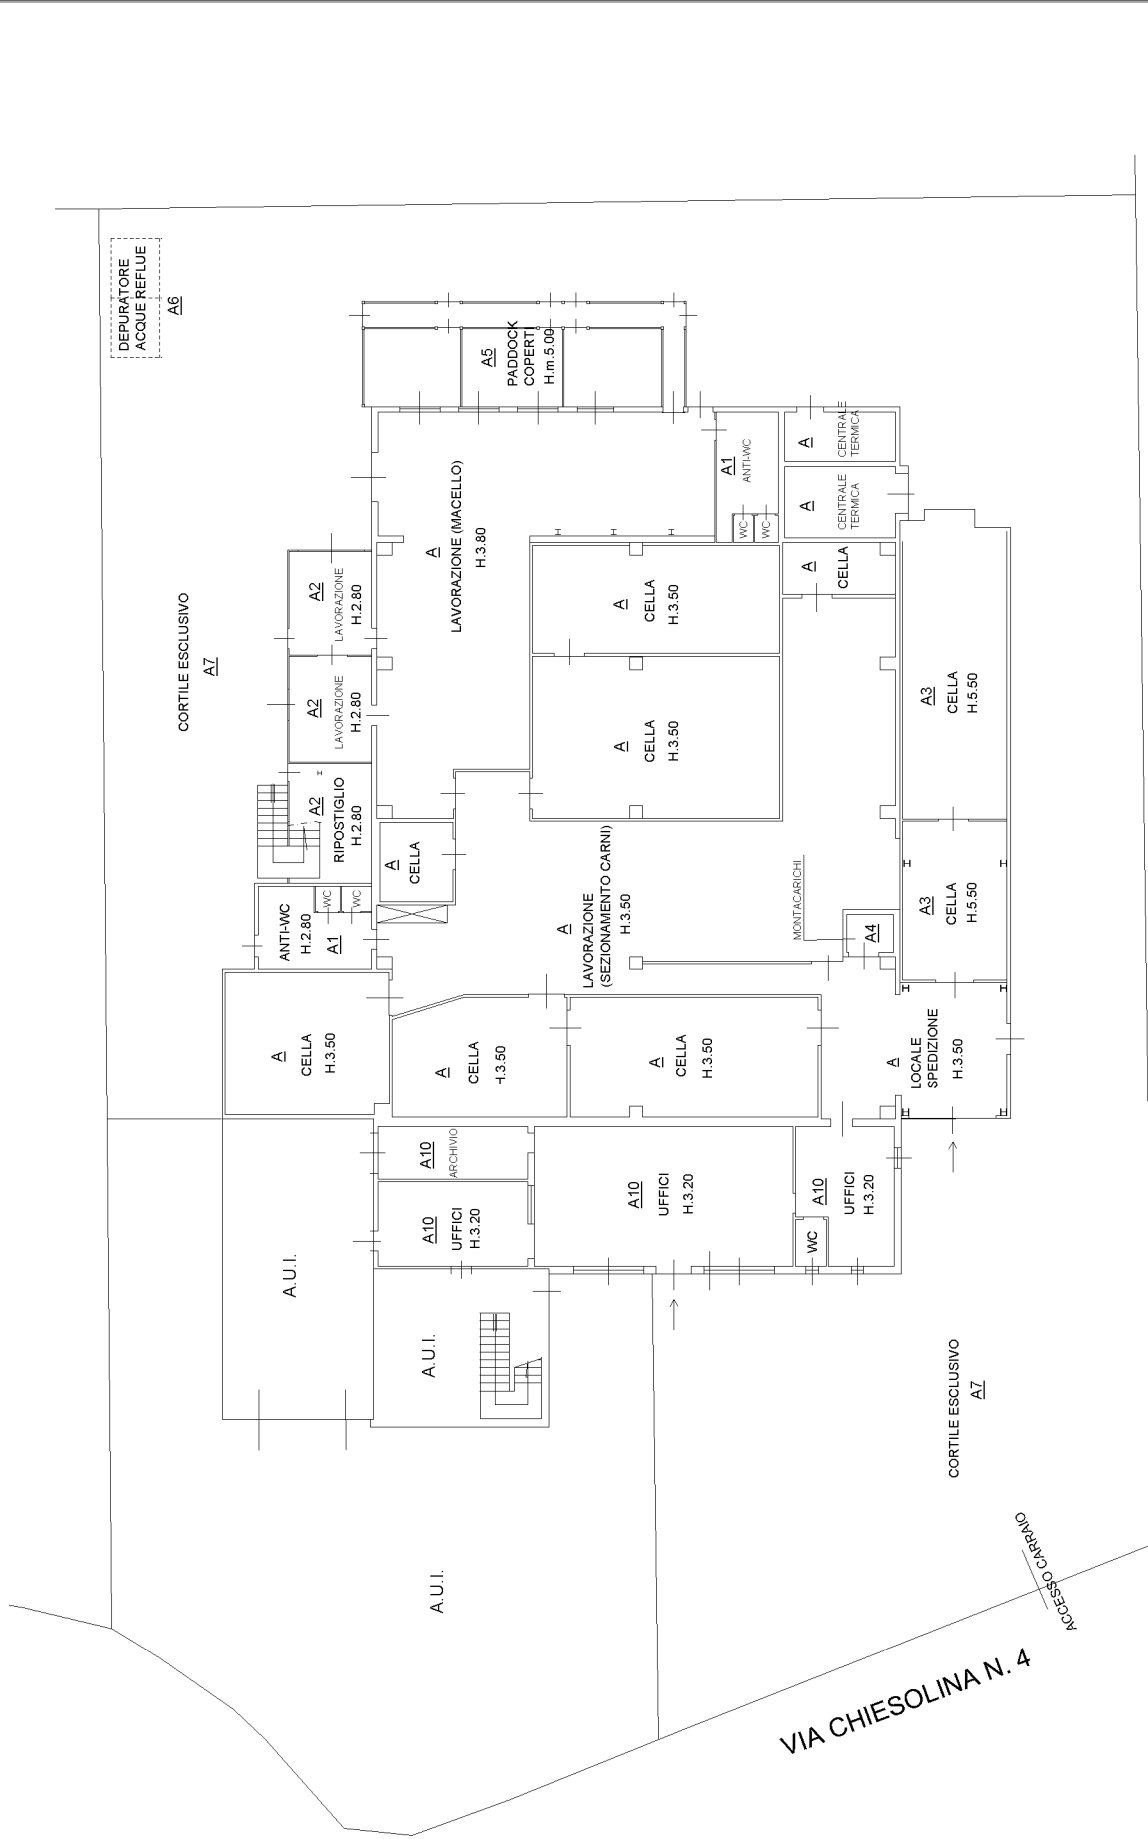 DEPURATORE
ACQUE REFLUE
A6
A5
PADDOCK
COPERTI
H.m.5.00
CORTILE ESCLUSIVO
A7
A
LAVORAZIONE (MACELLO)
H.3.80
A1
ANTI-WC
WC
WC
A
CENTRALE
TERMICA
A
CENTRALE
TERMICA
A
CELLA
A2
LAVORAZIONE
H.2.80
A2
LAVORAZIONE
H.2.80
A2
RIPOSTIGLIO
H.2.80
A
CELLA
H.3.50
A
CELLA
H.3.50
A3
CELLA
H.5.50
A
CELLA
A3
CELLA
H.5.50
ANTI-WC
H.2.80
A1
WC
WC
A
LAVORAZIONE
(SEZIONAMENTO CARNI)
H.3.50
MONTACARICHI
A4
A
CELLA
H.3.50
A
CELLA
H.3.50
A
CELLA
H.3.50
A
LOCALE
SPEDIZIONE
H.3.50
A10
ARCHIVIO
A10
UFFICI
H.3.20
A10
UFFICI
H.3.20
A10
UFFICI
H.3.20
WC
A.U.I.
A.U.I.
A.U.I.
CORTILE ESCLUSIVO
A7
ACCESSO CARRAIO
VIA CHIESOLINA N. 4